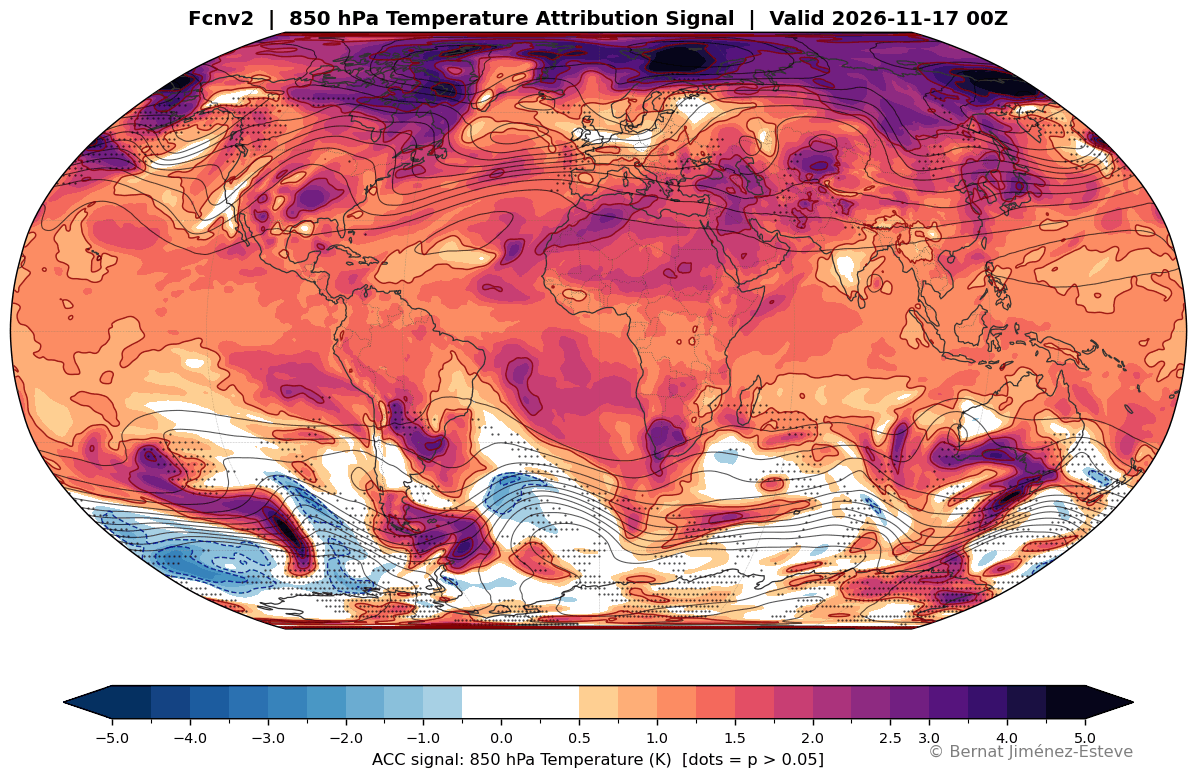 Fcnv2 | 850 hPa Temperature Attribution Signal | Valid 2026-11-17 00Z
−5.0 −4.0 −3.0 −2.0 −1.0 0.0 0.5 1.0 1.5 2.0 2.5 3.0 4.0 5.0
ACC signal: 850 hPa Temperature (K) [dots = p > 0.05]
© Bernat Jiménez-Esteve